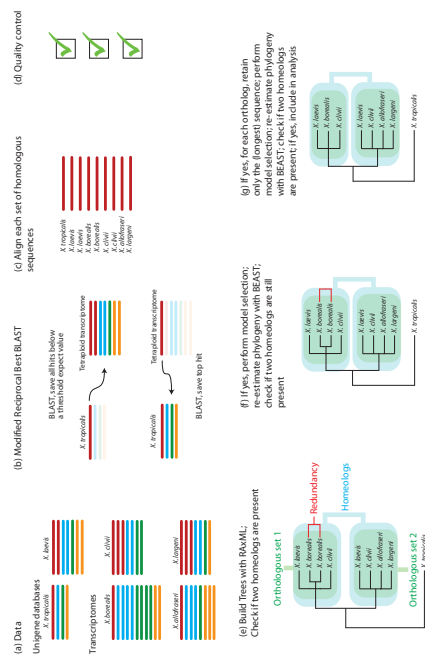 (a) Data
Unigene databases
X. tropicalis
X. laevis
Transcriptomes
X.borealis
X. clivii
X.allofraseri
X.largeni
(b) Modified Reciprocal Best BLAST
BLAST, save all hits below
a threshold expect value
X. tropicalis
Tetraploid transcriptome
X. tropicalis
Tetraploid transcriptome
BLAST, save top hit
(c) Align each set of homologous
sequences
X. tropicalis
X. laevis
X. laevis
X. borealis
X. borealis
X. clivii
X. clivii
X. allofraseri
X. largeni
(d) Quality control
(e) Build Trees with RAxML;
Check if two homeologs are present
Orthologous set 1
X. laevis
X. borealis
X. borealis
X. clivii
Redundancy
Homeologs
X. laevis
X. clivii
X. allofraseri
X. largeni
Orthologous set 2
X. tropicalis
(f) If yes, perform model selection;
re-estimate phylogeny with BEAST;
check if two homeologs are still
present
X. laevis
X. borealis
X. borealis
X. clivii
X. laevis
X. clivii
X. allofraseri
X. largeni
X. tropicalis
(g) If yes, for each ortholog, retain
only the (longest) sequence; perform
model selection; re-estimate phylogeny
with BEAST; check if two homeologs
are present; if yes, include in analysis
X. laevis
X. borealis
X. clivii
X. laevis
X. clivii
X. allofraseri
X. largeni
X. tropicalis